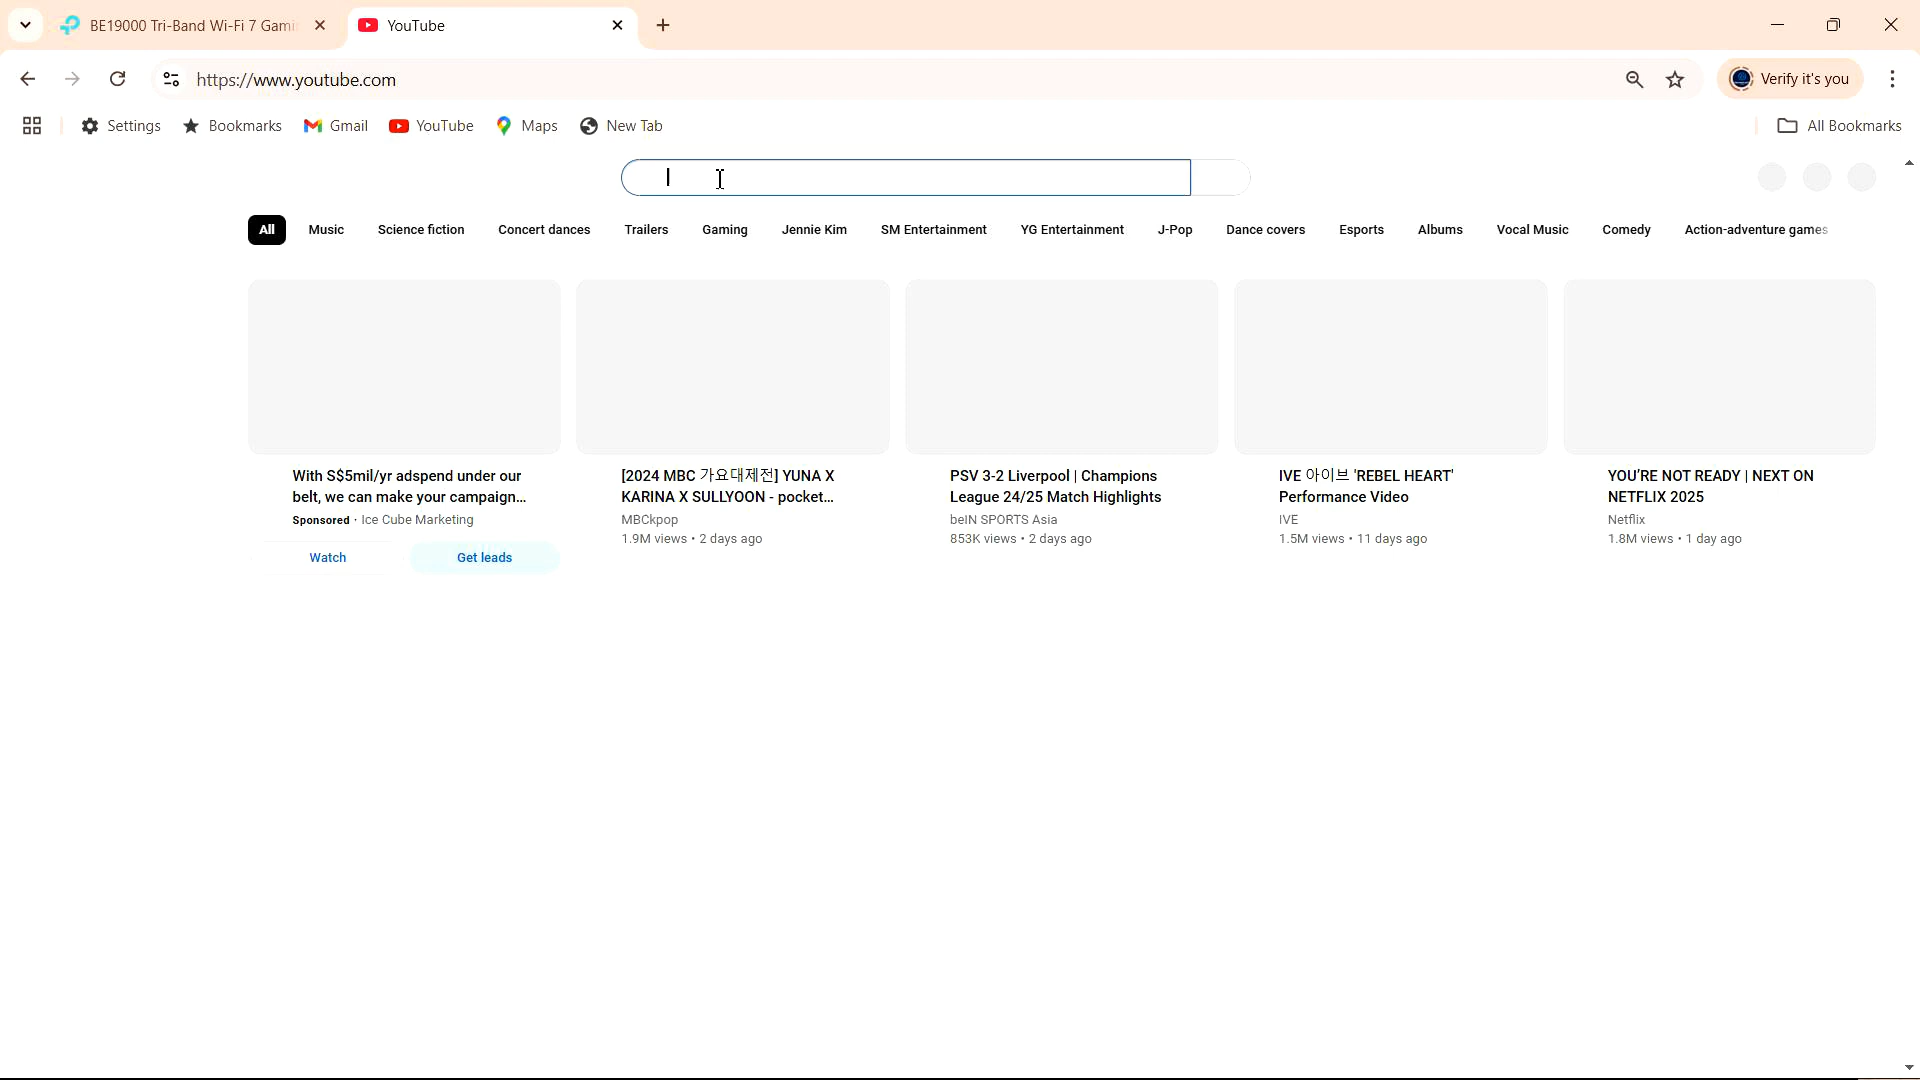 BE19000 Tri-Band Wi-Fi 7 Gami
YouTube
https://www.youtube.com
Verify it's you
Settings
Bookmarks
Gmail
YouTube
Maps
New Tab
All Bookmarks
All
Music
Science fiction
Concert dances
Trailers
Gaming
Jennie Kim
SM Entertainment
YG Entertainment
J-Pop
Dance covers
Esports
Albums
Vocal Music
Comedy
Action-adventure games
With S$5mil/yr adspend under our
belt, we can make your campaign...
Sponsored · Ice Cube Marketing
Watch
Get leads
[2024 MBC 가요대제전] YUNA X
KARINA X SULLYOON - pocket...
MBCkpop
1.9M views • 2 days ago
PSV 3-2 Liverpool | Champions
League 24/25 Match Highlights
beIN SPORTS Asia
853K views • 2 days ago
IVE 아이브 'REBEL HEART'
Performance Video
IVE
1.5M views • 11 days ago
YOU'RE NOT READY | NEXT ON
NETFLIX 2025
Netflix
1.8M views • 1 day ago